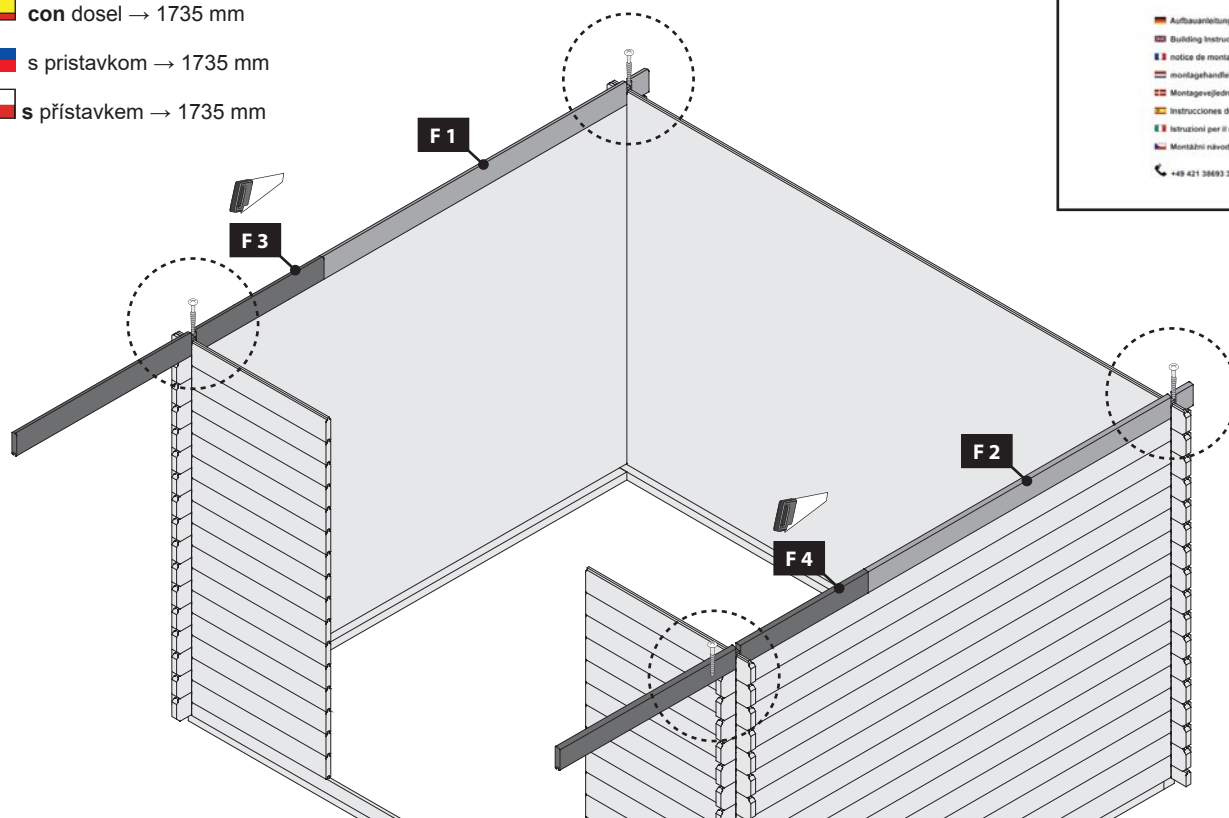 con dosel → 1735 mm
s pristavkom → 1735 mm
s přístavkem → 1735 mm
Aufbauanleitung
Building Instruc
notice de monta
montagehandle
Montagevejledn
Instrucciones d
Istruzioni per il
Montážní návod
+49 421 38693 3
F 1
F 3
F 2
F 4